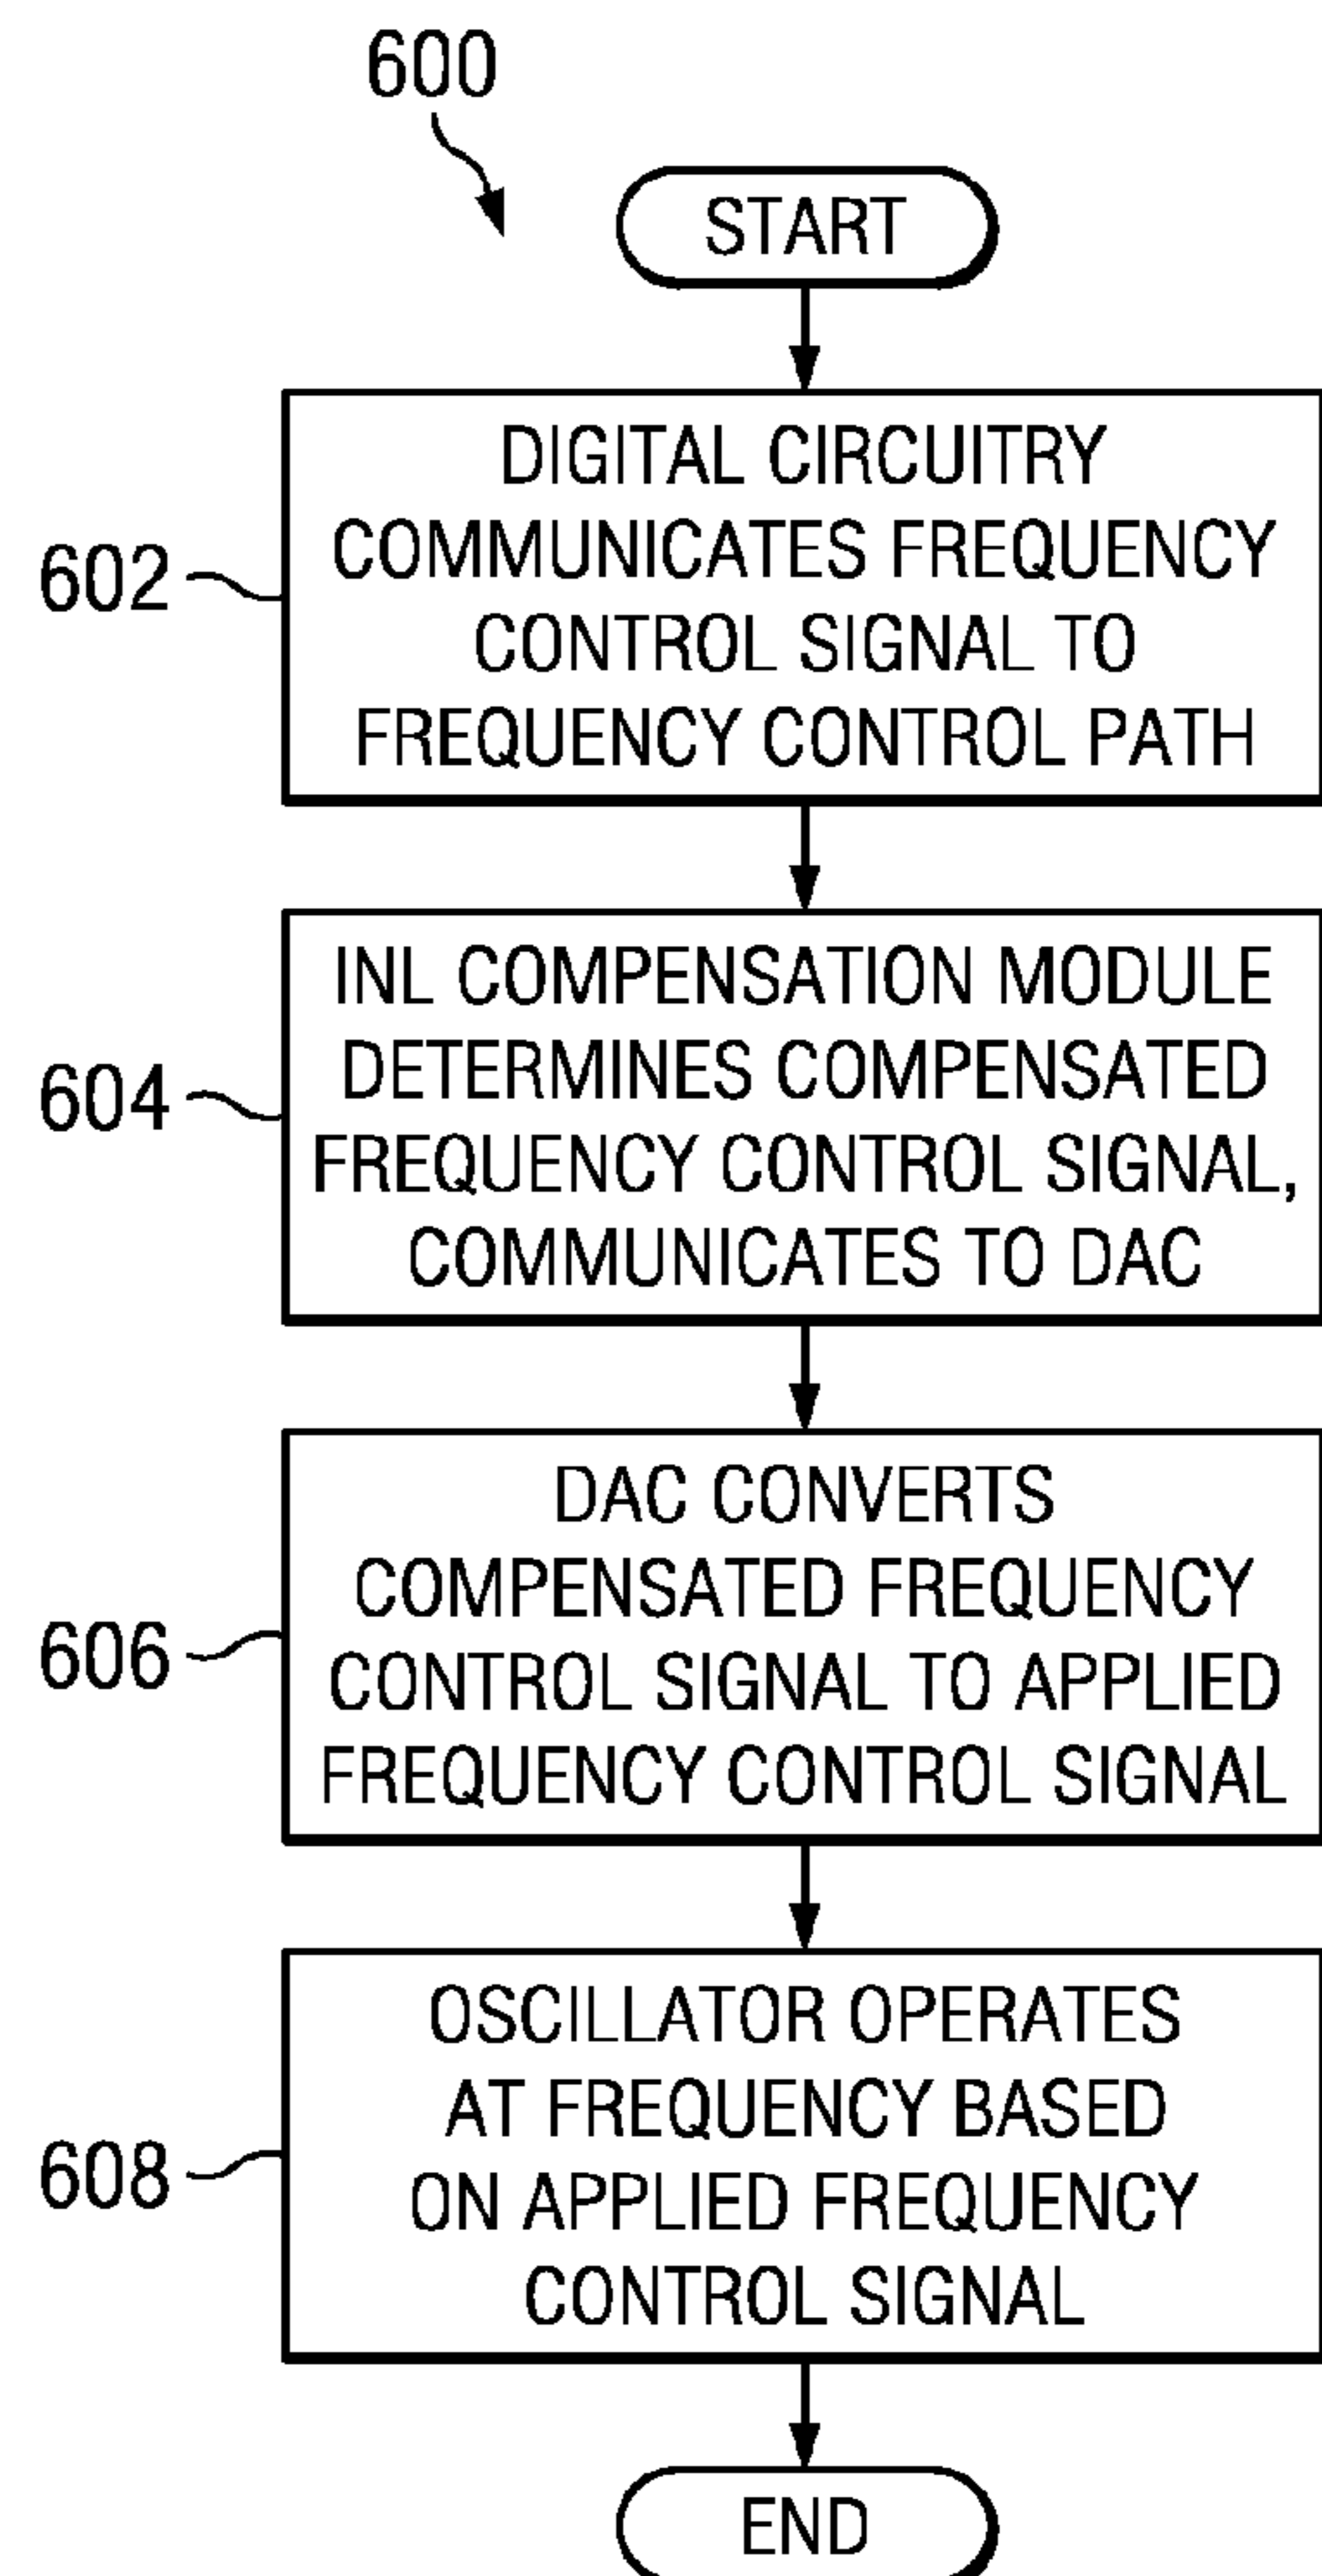 600
START
602
DIGITAL CIRCUITRY
COMMUNICATES FREQUENCY
CONTROL SIGNAL TO
FREQUENCY CONTROL PATH
604
INL COMPENSATION MODULE
DETERMINES COMPENSATED
FREQUENCY CONTROL SIGNAL,
COMMUNICATES TO DAC
606
DAC CONVERTS
COMPENSATED FREQUENCY
CONTROL SIGNAL TO APPLIED
FREQUENCY CONTROL SIGNAL
608
OSCILLATOR OPERATES
AT FREQUENCY BASED
ON APPLIED FREQUENCY
CONTROL SIGNAL
END